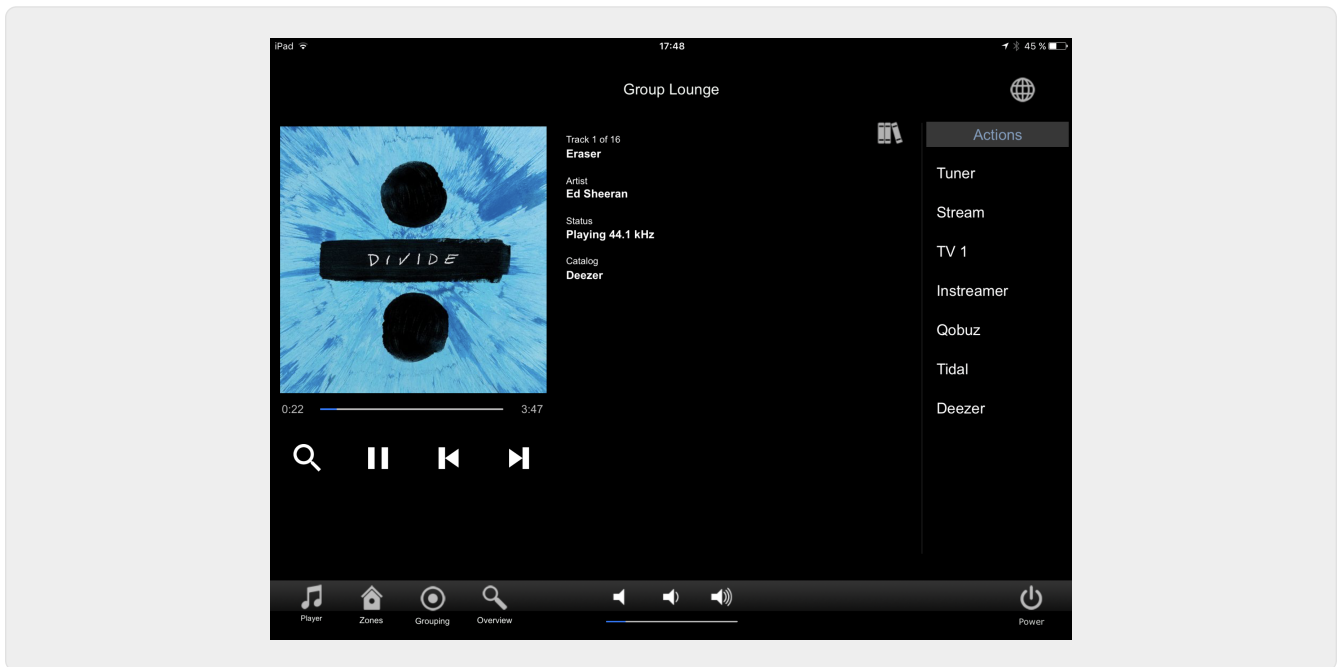 iPad 17:48 45 %
Group Lounge
Track 1 of 16
Eraser
Artist
Ed Sheeran
Status
Playing 44.1 kHz
Catalog
Deezer
DIVIDE
0:22 3:47
Actions
Tuner
Stream
TV 1
Instreamer
Qobuz
Tidal
Deezer
Player Zones Grouping Overview Power